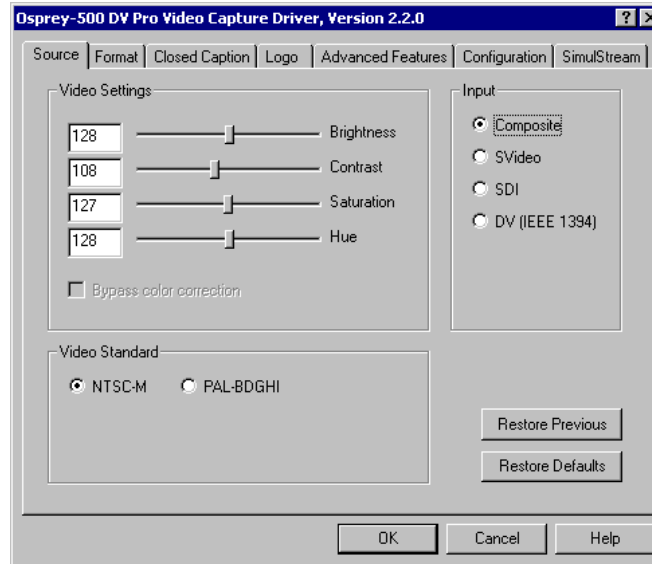 Osprey-500 DV Pro Video Capture Driver, Version 2.2.0
Source Format Closed Caption Logo Advanced Features Configuration SimulStream
Video Settings
128 Brightness
108 Contrast
127 Saturation
128 Hue
Bypass color correction
Input
Composite
SVideo
SDI
DV (IEEE 1394)
Video Standard
NTSC-M PAL-BDGHI
Restore Previous
Restore Defaults
OK Cancel Help